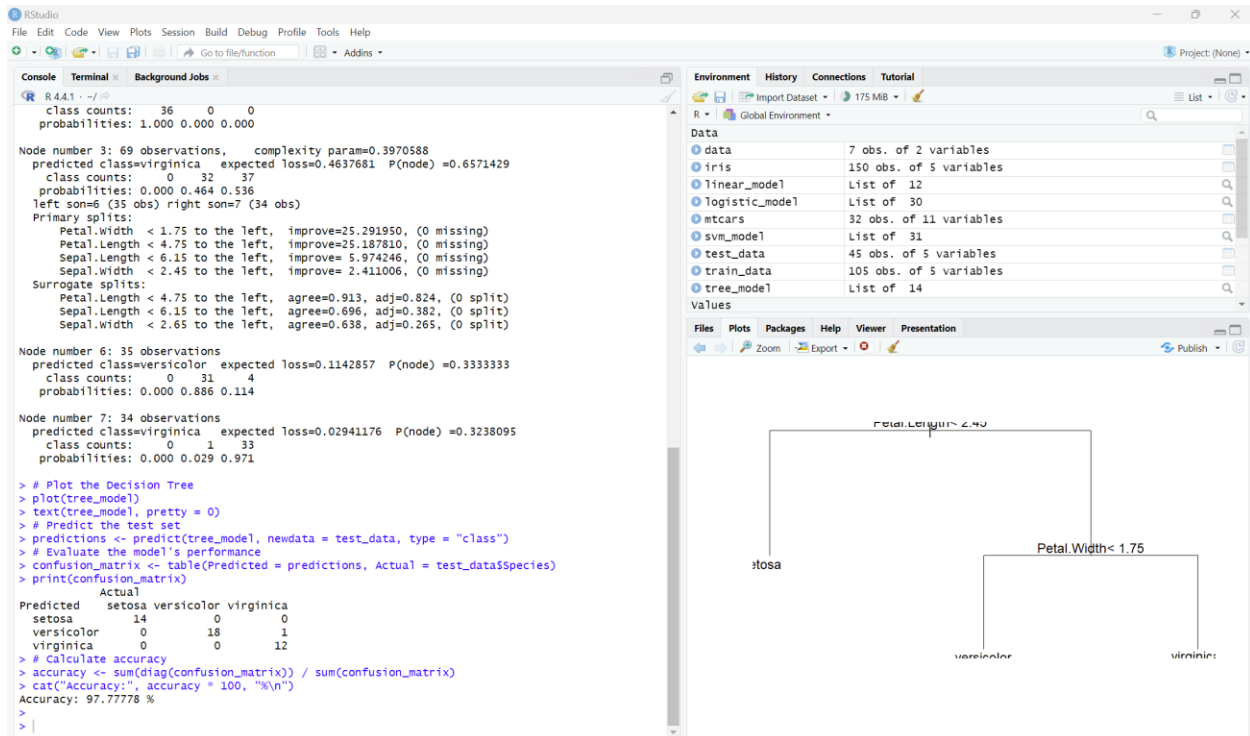 RStudio
File Edit Code View Plots Session Build Debug Profile Tools Help
Go to file/function Addins Project: (None)
Console Terminal Background Jobs
R 4.4.1 · ~/
class counts: 36 0 0
probabilities: 1.000 0.000 0.000
Node number 3: 69 observations, complexity param=0.3970588
predicted class=virginica expected loss=0.4637681 P(node) =0.6571429
class counts: 0 32 37
probabilities: 0.000 0.464 0.536
left son=6 (35 obs) right son=7 (34 obs)
Primary splits:
Petal.Width < 1.75 to the left, improve=25.291950, (0 missing)
Petal.Length < 4.75 to the left, improve=25.187810, (0 missing)
Sepal.Length < 6.15 to the left, improve= 5.974246, (0 missing)
Sepal.Width < 2.45 to the left, improve= 2.411006, (0 missing)
Surrogate splits:
Petal.Length < 4.75 to the left, agree=0.913, adj=0.824, (0 split)
Sepal.Length < 6.15 to the left, agree=0.696, adj=0.382, (0 split)
Sepal.Width < 2.65 to the left, agree=0.638, adj=0.265, (0 split)
Node number 6: 35 observations
predicted class=versicolor expected loss=0.1142857 P(node) =0.3333333
class counts: 0 31 4
probabilities: 0.000 0.886 0.114
Node number 7: 34 observations
predicted class=virginica expected loss=0.02941176 P(node) =0.3238095
class counts: 0 1 33
probabilities: 0.000 0.029 0.971
> # Plot the Decision Tree
> plot(tree_model)
> text(tree_model, pretty = 0)
> # Predict the test set
> predictions <- predict(tree_model, newdata = test_data, type = "class")
> # Evaluate the model's performance
> confusion_matrix <- table(Predicted = predictions, Actual = test_data$Species)
> print(confusion_matrix)
Actual
Predicted setosa versicolor virginica
setosa 14 0 0
versicolor 0 18 1
virginica 0 0 12
> # Calculate accuracy
> accuracy <- sum(diag(confusion_matrix)) / sum(confusion_matrix)
> cat("Accuracy:", accuracy * 100, "%\n")
Accuracy: 97.77778 %
>
>
Environment History Connections Tutorial
Import Dataset 175 MiB List
R Global Environment
Data
data 7 obs. of 2 variables
iris 150 obs. of 5 variables
linear_model List of 12
logistic_model List of 30
mtcars 32 obs. of 11 variables
svm_model List of 31
test_data 45 obs. of 5 variables
train_data 105 obs. of 5 variables
tree_model List of 14
Values
Files Plots Packages Help Viewer Presentation
Zoom Export Publish
Petal.Length< 2.45
Petal.Width< 1.75
etosa
versicolor virginica